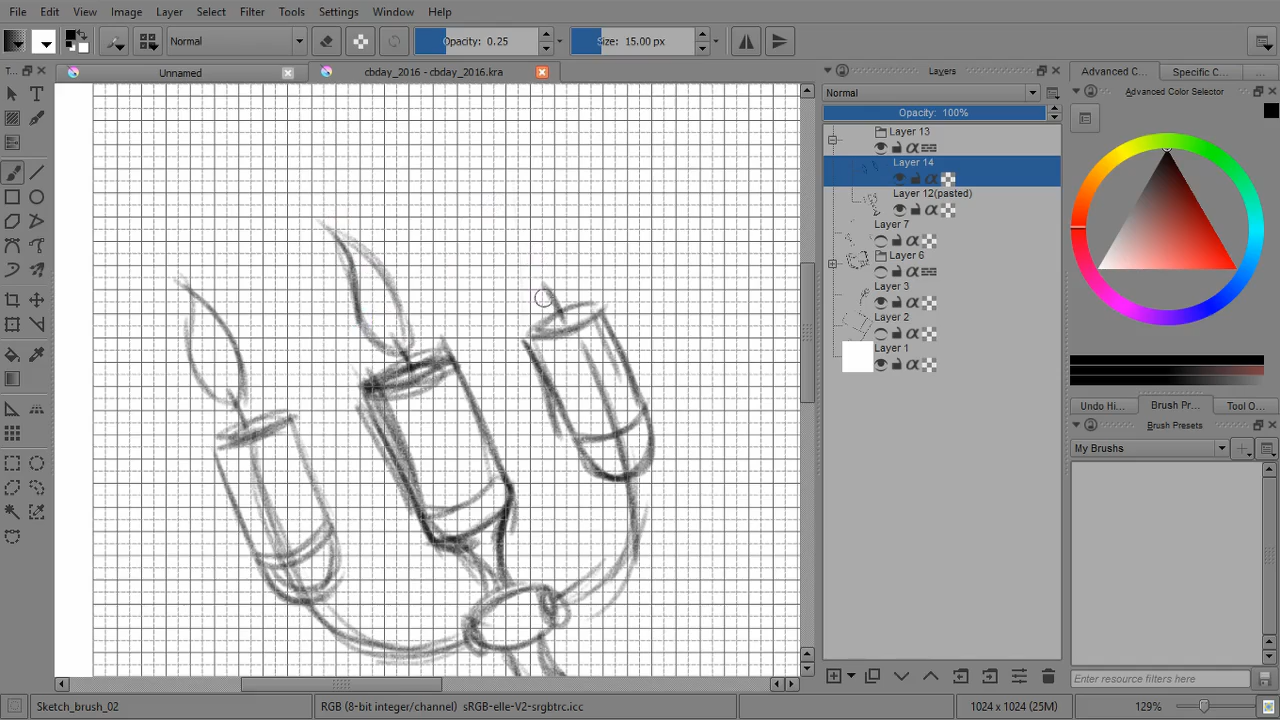 File Edit View Image Layer Select Filter Tools Settings Window Help
Normal Opacity: 0.25 Size: 15.00 px
T...
Unnamed cbday_2016 - cbday_2016.kra
Layers
Normal
Opacity: 100%
Layer 13
Layer 14
Layer 12(pasted)
Layer 7
Layer 6
Layer 3
Layer 2
Layer 1
Advanced C... Specific C... ...
Advanced Color Selector
Undo Hi... Brush Pr... Tool O...
Brush Presets
My Brushes
Enter resource filters here
Sketch_brush_02 RGB (8-bit integer/channel) sRGB-elle-V2-srgbtrc.icc 1024 x 1024 (25M) 129%